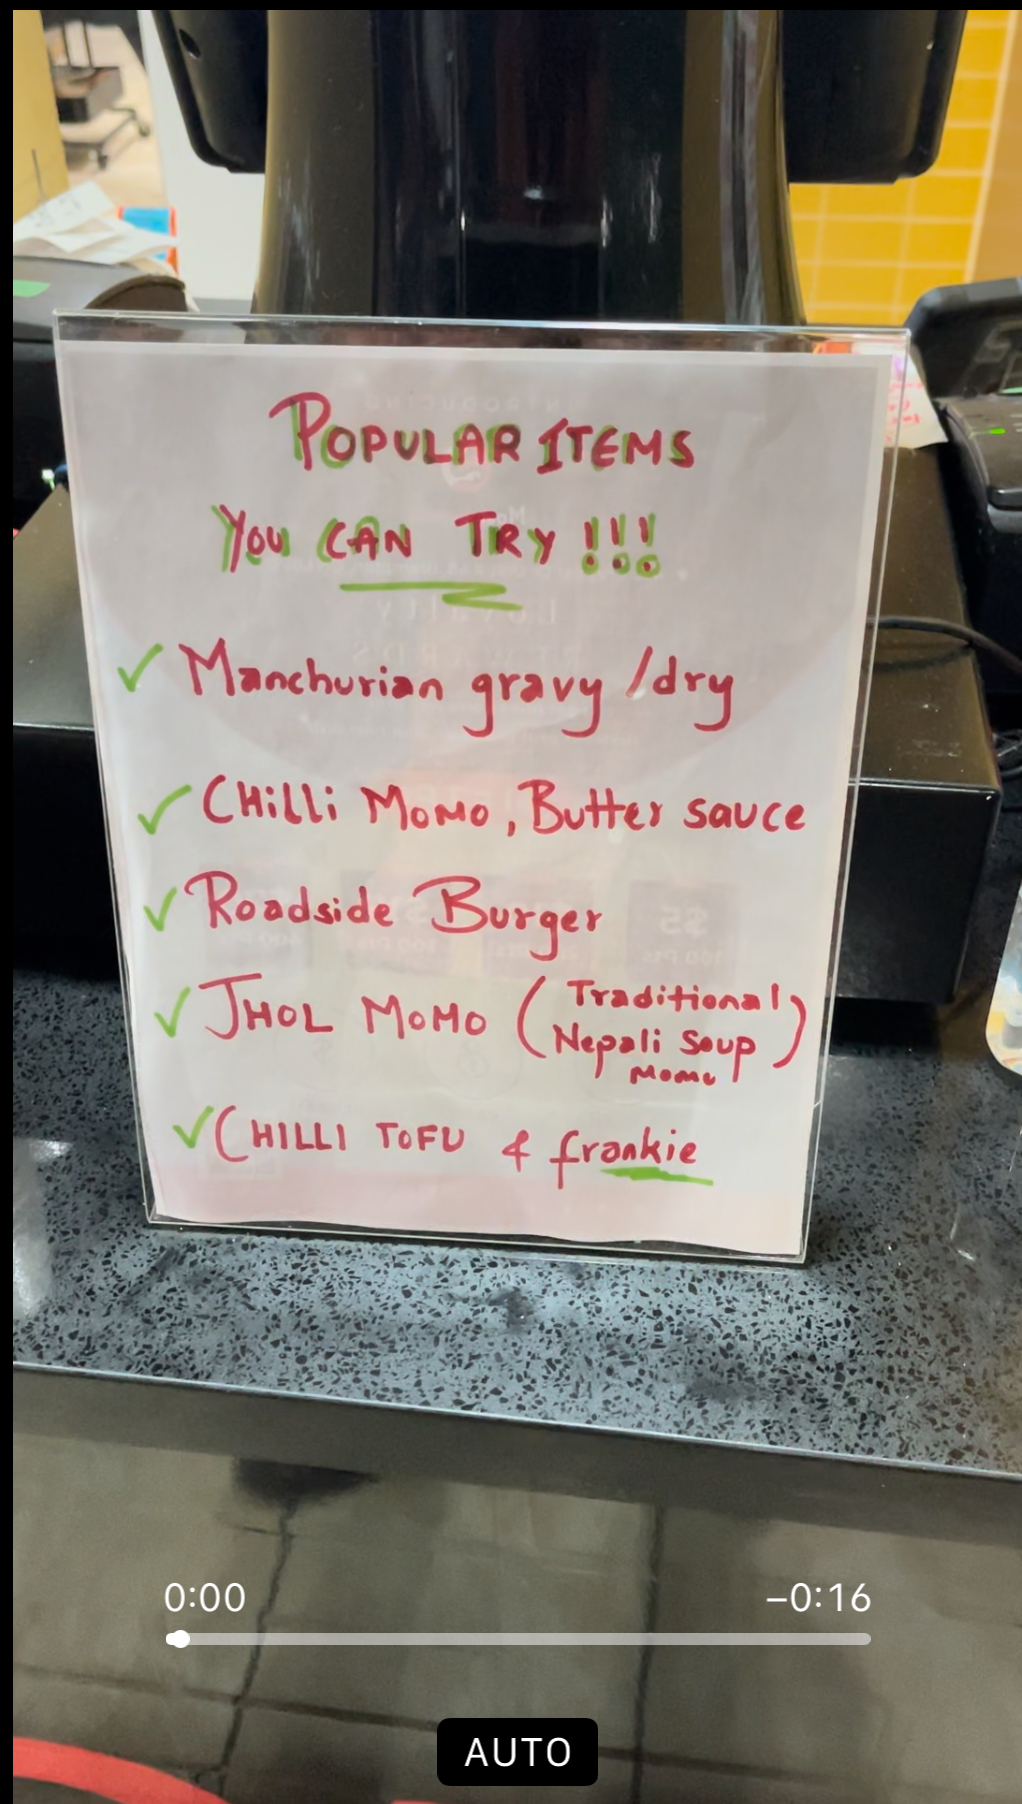 POPULAR ITEMS
YOU CAN TRY !!!
✓ Manchurian gravy /dry
✓ CHilli MoMo, Butter sauce
✓ Roadside Burger
✓ JHOL MoMo (Traditional
Nepali Soup
Momo)
✓ CHILLI ToFU & frankie
0:00
–0:16
AUTO